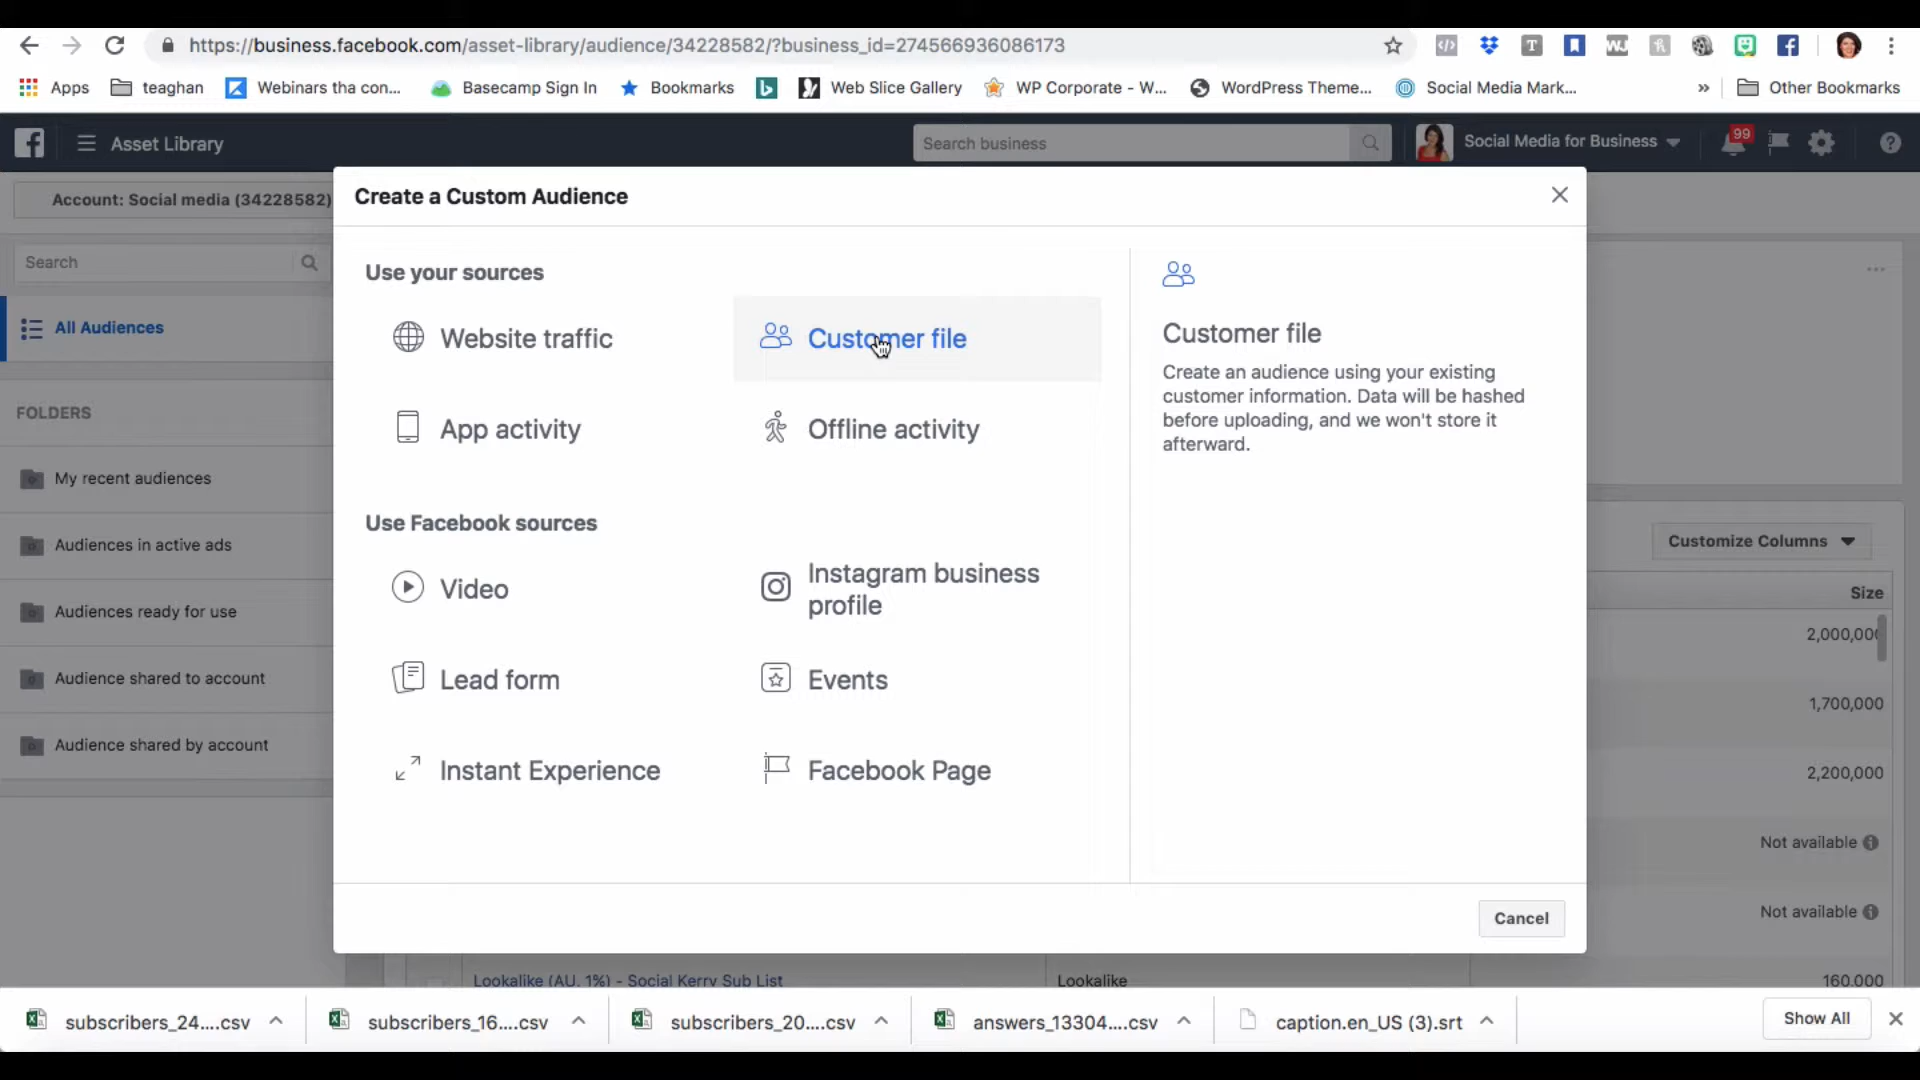 https://business.facebook.com/asset-library/audience/34228582/?business_id=274566936086173
Apps
teaghan
Webinars tha con...
Basecamp Sign In
Bookmarks
Web Slice Gallery
WP Corporate - W...
WordPress Theme...
Social Media Mark...
»
Other Bookmarks
Asset Library
Search business
Social Media for Business
99
Account: Social media (34228582)
Create a Custom Audience
Search
All Audiences
FOLDERS
My recent audiences
Audiences in active ads
Audiences ready for use
Audience shared to account
Audience shared by account
Use your sources
Website traffic
Customer file
App activity
Offline activity
Use Facebook sources
Video
Instagram business
profile
Lead form
Events
Instant Experience
Facebook Page
Customer file
Create an audience using your existing
customer information. Data will be hashed
before uploading, and we won't store it
afterward.
Cancel
Customize Columns
Size
2,000,000
1,700,000
2,200,000
Not available
Not available
Lookalike (AU, 1%) - Social Kerry Sub List
Lookalike
160,000
subscribers_24....csv
subscribers_16....csv
subscribers_20....csv
answers_13304....csv
caption.en_US (3).srt
Show All